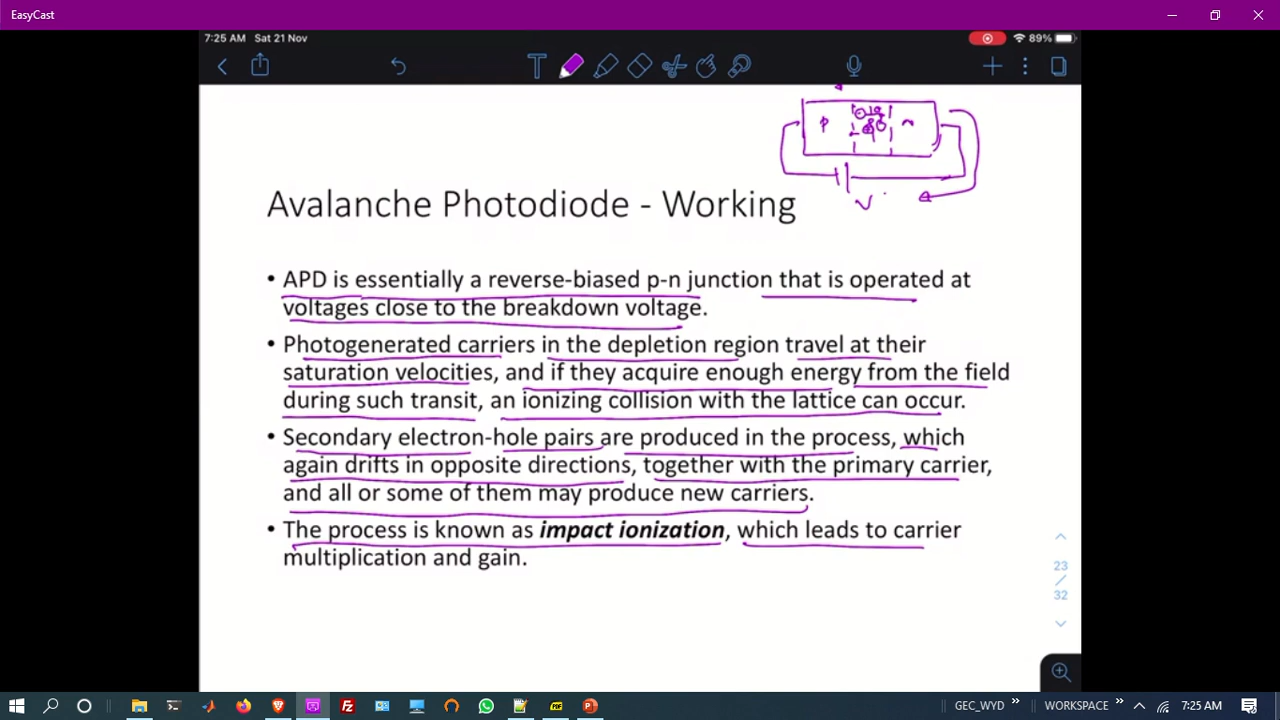 EasyCast
7:25 AM Sat 21 Nov
89%
p n
V
Avalanche Photodiode - Working
• APD is essentially a reverse-biased p-n junction that is operated at
voltages close to the breakdown voltage.
• Photogenerated carriers in the depletion region travel at their
saturation velocities, and if they acquire enough energy from the field
during such transit, an ionizing collision with the lattice can occur.
• Secondary electron-hole pairs are produced in the process, which
again drifts in opposite directions, together with the primary carrier,
and all or some of them may produce new carriers.
• The process is known as impact ionization, which leads to carrier
multiplication and gain.
23
/
32
GEC_WYD » WORKSPACE » 7:25 AM